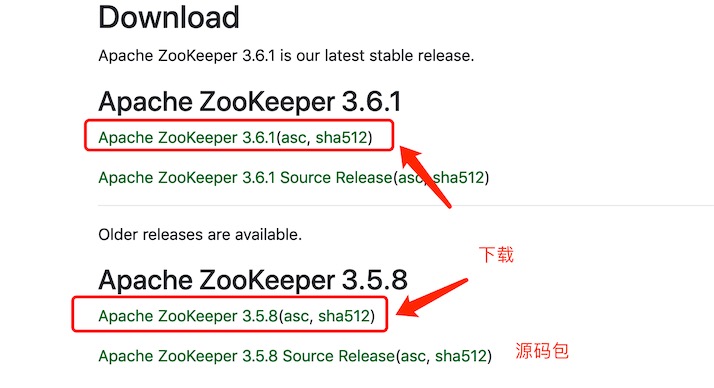 Download
Apache ZooKeeper 3.6.1 is our latest stable release.
Apache ZooKeeper 3.6.1
Apache ZooKeeper 3.6.1(asc, sha512)
Apache ZooKeeper 3.6.1 Source Release(asc, sha512)
Older releases are available.
下载
Apache ZooKeeper 3.5.8
Apache ZooKeeper 3.5.8(asc, sha512)
Apache ZooKeeper 3.5.8 Source Release(asc, sha512)
源码包